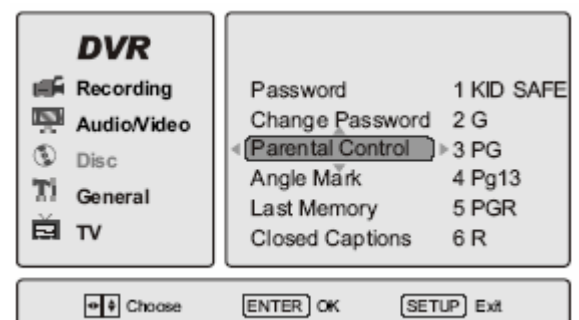 DVR
Recording
Audio/Video
Disc
General
TV
Password 1 KID SAFE
Change Password 2 G
Parental Control 3 PG
Angle Mark 4 Pg13
Last Memory 5 PGR
Closed Captions 6 R
Choose ENTER OK SETUP Exit